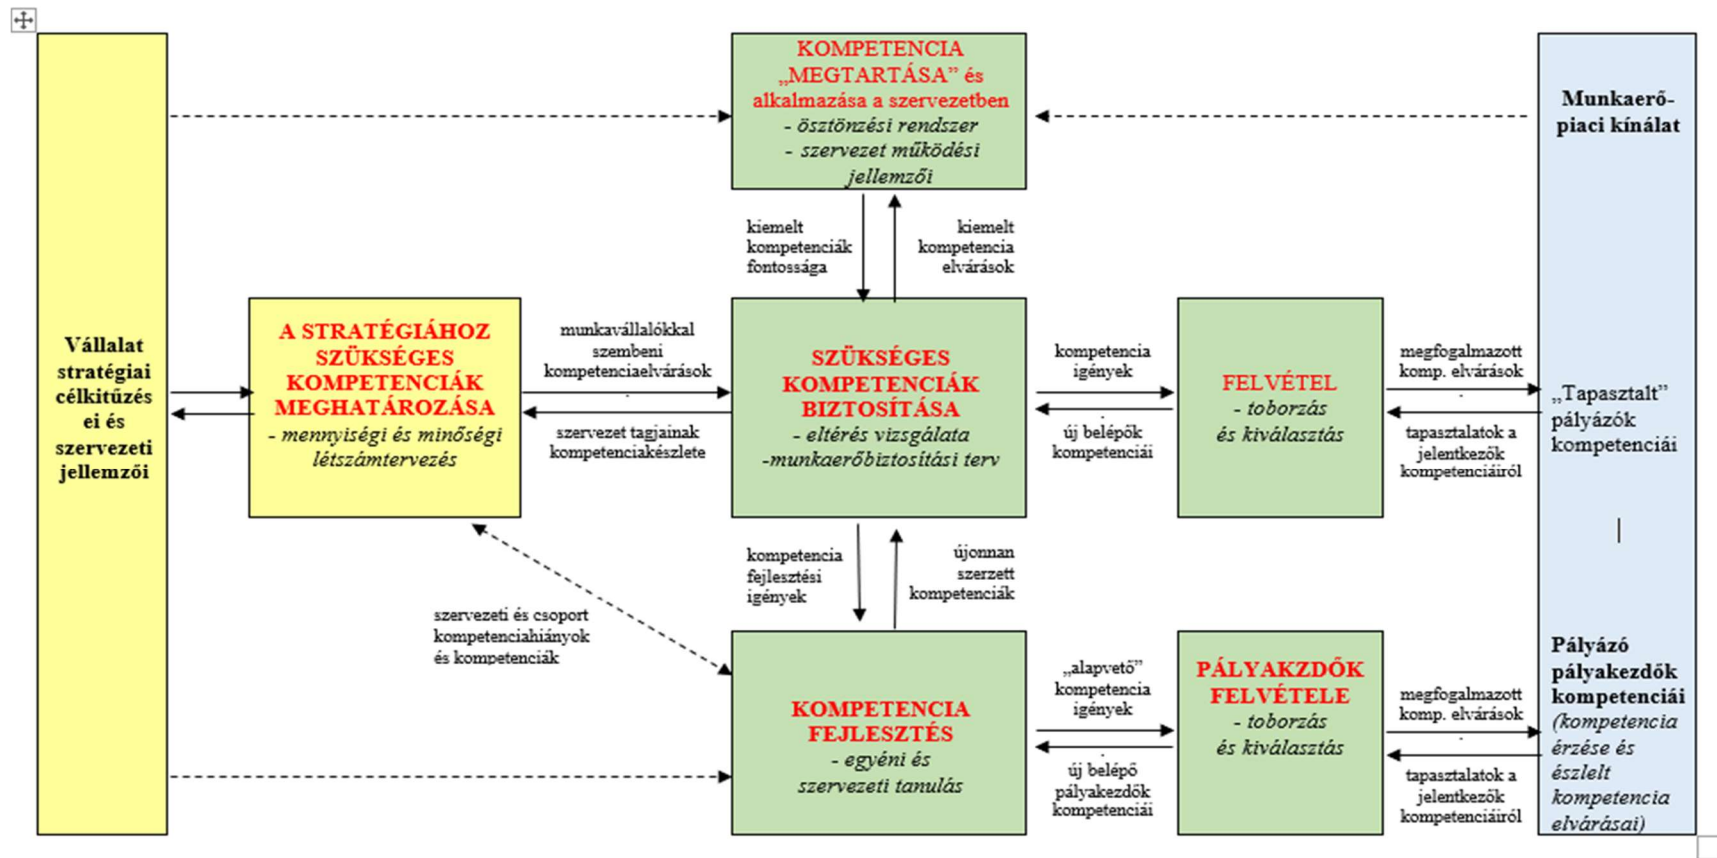 Vállalat
stratégiai
célkitűzés
ei és
szervezeti
jellemzői
A STRATÉGIÁHOZ
SZÜKSÉGES
KOMPETENCIÁK
MEGHATÁROZÁSA
- mennyiségi és minőségi
létszámtervezés
munkavállalókkal
szembeni
kompetenciaelvárások
szervezet tagjainak
kompetenciakészlete
szervezeti és csoport
kompetenciahiányok
és kompetenciák
KOMPETENCIA
„MEGTARTÁSA” és
alkalmazása a szervezetben
- ösztönzési rendszer
- szervezet működési
jellemzői
kiemelt
kompetenciák
fontossága
kiemelt
kompetencia
elvárások
SZÜKSÉGES
KOMPETENCIÁK
BIZTOSÍTÁSA
- eltérés vizsgálata
-munkaerőbiztosítási terv
kompetencia
fejlesztési
igények
újonnan
szerzett
kompetenciák
KOMPETENCIA
FEJLESZTÉS
- egyéni és
szervezeti tanulás
kompetencia
igények
új belépők
kompetenciái
FELVÉTEL
- toborzás
és kiválasztás
megfogalmazott
komp. elvárások
tapasztalatok a
jelentkezők
kompetenciáiról
„alapvető”
kompetencia
igények
új belépő
pályakezdők
kompetenciái
PÁLYAKZDŐK
FELVÉTELE
- toborzás
és kiválasztás
megfogalmazott
komp. elvárások
tapasztalatok a
jelentkezők
kompetenciáiról
Munkaerő-
piaci kínálat
„Tapasztalt”
pályázók
kompetenciái
Pályázó
pályakezdők
kompetenciái
(kompetencia
érzése és
észlelt
kompetencia
elvárásai)